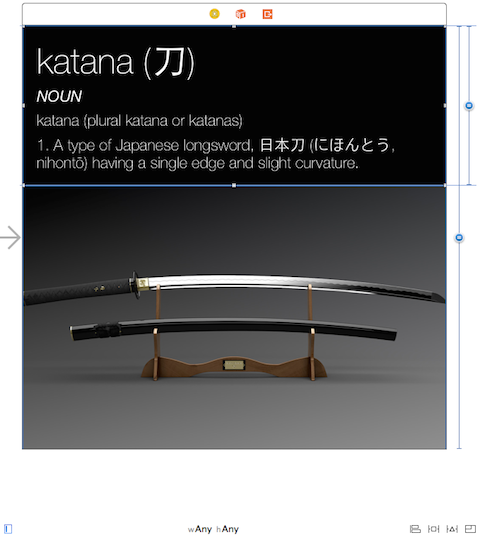 katana (刀)
NOUN
katana (plural katana or katanas)
1. A type of Japanese longsword, 日本刀 (にほんとう,
nihontō) having a single edge and slight curvature.
wAny hAny